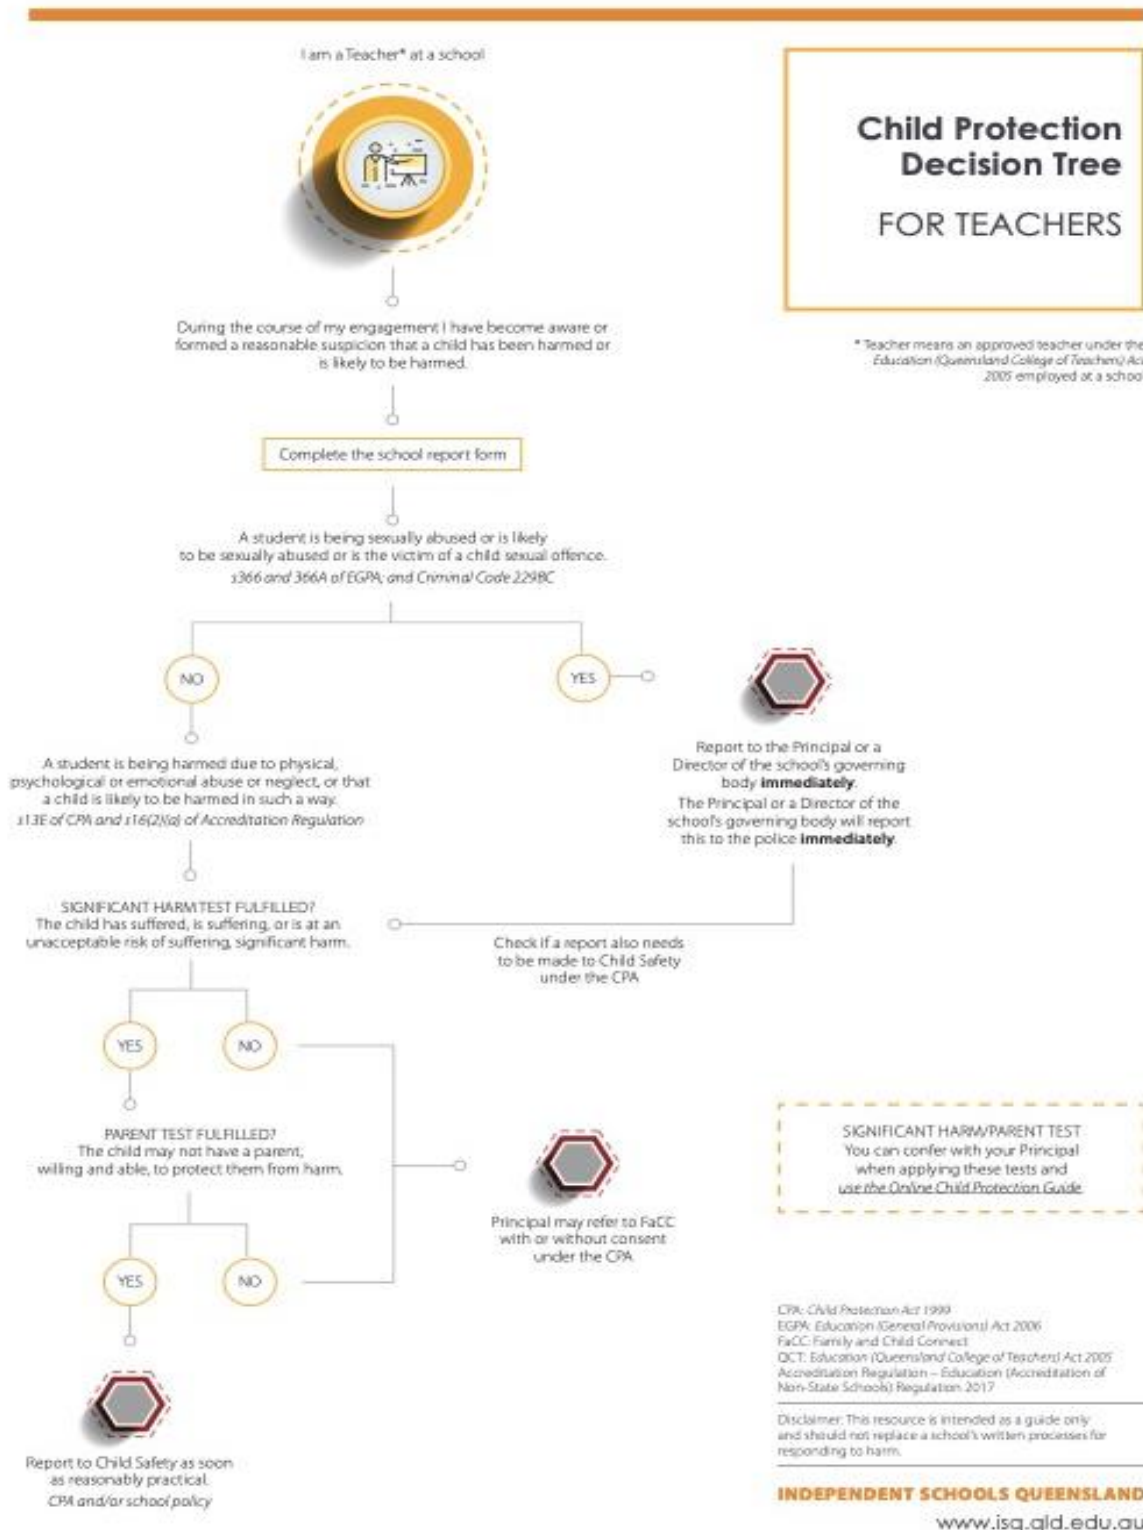 I am a Teacher* at a school
Child Protection
Decision Tree
FOR TEACHERS
* Teacher means an approved teacher under the
Education (Queensland College of Teachers) Act
2005 employed at a school
During the course of my engagement I have become aware or
formed a reasonable suspicion that a child has been harmed or
is likely to be harmed.
Complete the school report form
A student is being sexually abused or is likely
to be sexually abused or is the victim of a child sexual offence.
s366 and 366A of EGPA; and Criminal Code 229BC
NO
YES
A student is being harmed due to physical,
psychological or emotional abuse or neglect, or that
a child is likely to be harmed in such a way.
s13E of CPA and s16(2)(a) of Accreditation Regulation
Report to the Principal or a
Director of the school's governing
body immediately.
The Principal or a Director of the
school's governing body will report
this to the police immediately.
SIGNIFICANT HARM TEST FULFILLED?
The child has suffered, is suffering, or is at an
unacceptable risk of suffering, significant harm.
Check if a report also needs
to be made to Child Safety
under the CPA
YES
NO
PARENT TEST FULFILLED?
The child may not have a parent,
willing and able, to protect them from harm.
Principal may refer to FaCC
with or without consent
under the CPA
SIGNIFICANT HARM/PARENT TEST
You can confer with your Principal
when applying these tests and
use the Online Child Protection Guide
YES
NO
Report to Child Safety as soon
as reasonably practical.
CPA and/or school policy
CPA: Child Protection Act 1999
EGPA: Education (General Provisions) Act 2006
FaCC: Family and Child Connect
QCT: Education (Queensland College of Teachers) Act 2005
Accreditation Regulation – Education (Accreditation of
Non-State Schools) Regulation 2017
Disclaimer: This resource is intended as a guide only
and should not replace a school's written processes for
responding to harm.
INDEPENDENT SCHOOLS QUEENSLAND
www.isq.qld.edu.au